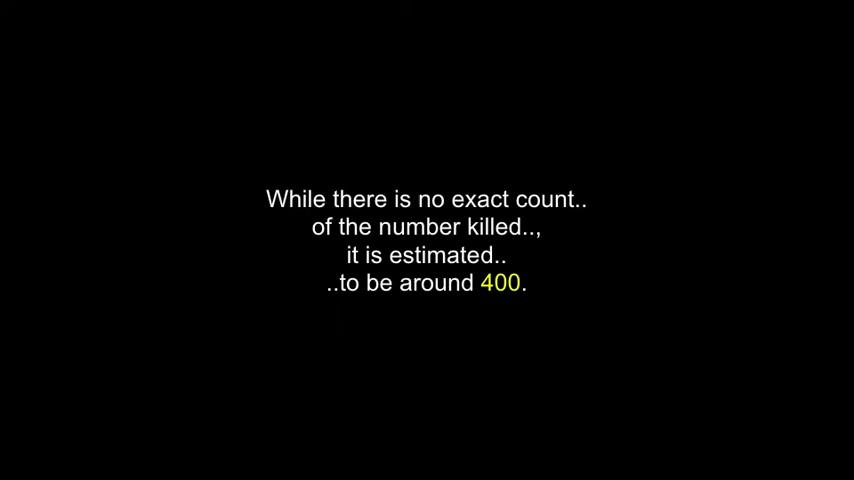 While there is no exact count..
of the number killed..,
it is estimated..
..to be around 400.